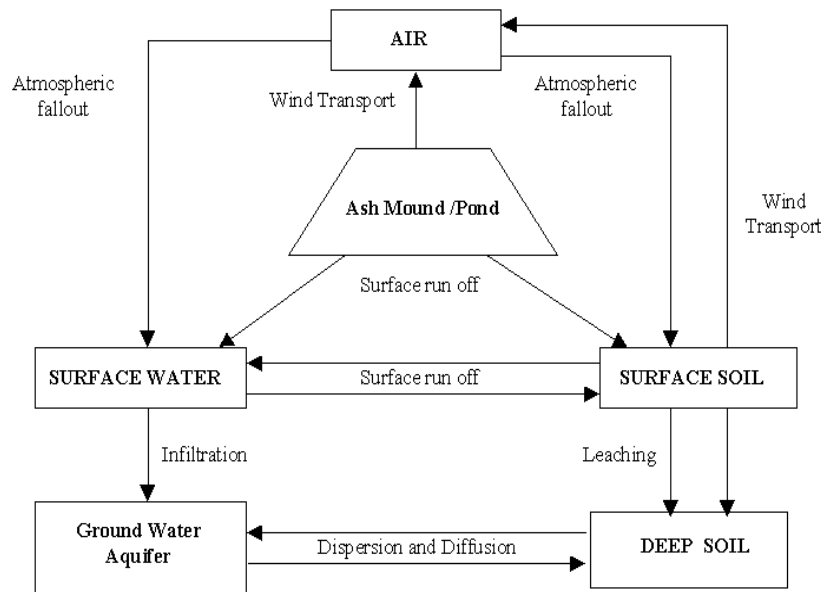 AIR
Atmospheric
fallout
Wind Transport
Atmospheric
fallout
Ash Mound /Pond
Wind
Transport
Surface run off
SURFACE WATER
Surface run off
SURFACE SOIL
Infiltration
Leaching
Ground Water
Aquifer
Dispersion and Diffusion
DEEP SOIL